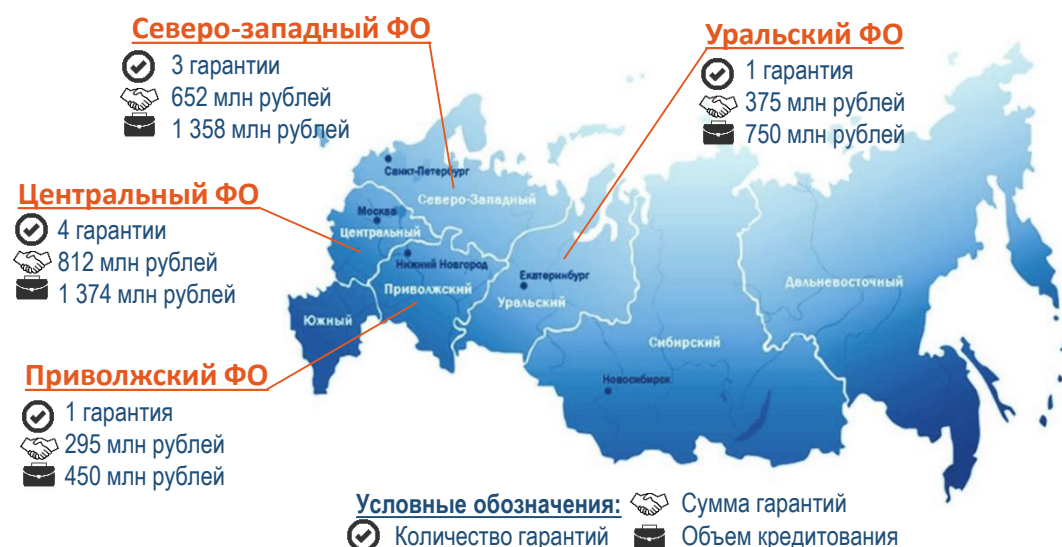 Северо-западный ФО
3 гарантии
652 млн рублей
1 358 млн рублей
Уральский ФО
1 гарантия
375 млн рублей
750 млн рублей
Центральный ФО
4 гарантии
812 млн рублей
1 374 млн рублей
Приволжский ФО
1 гарантия
295 млн рублей
450 млн рублей
Санкт-Петербург
Северо-Западный
Москва
Центральный
Нижний Новгород
Приволжский
Южный
Екатеринбург
Уральский
Сибирский
Новосибирск
Дальневосточный
Условные обозначения:
Сумма гарантий
Количество гарантий
Объем кредитования